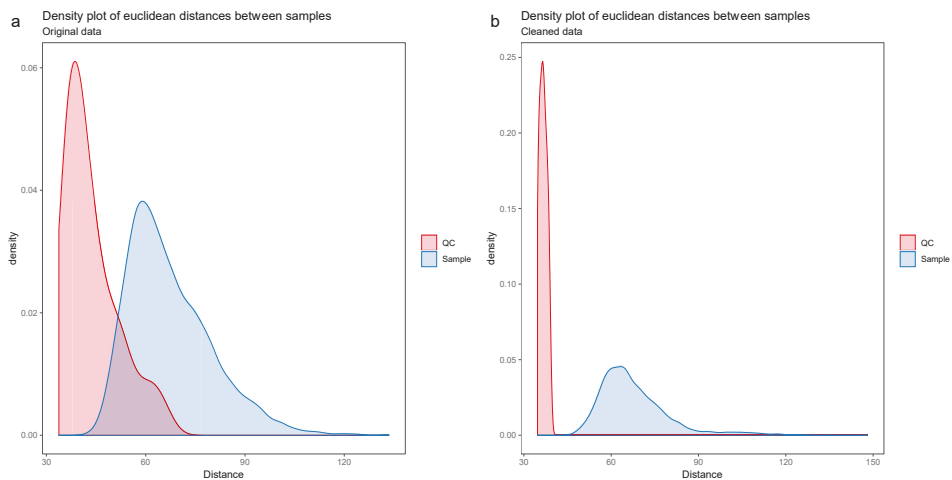 a
Density plot of euclidean distances between samples
Original data
0.06
0.04
0.02
0.00
density
30
60
90
120
Distance
QC
Sample
b
Density plot of euclidean distances between samples
Cleaned data
0.25
0.20
0.15
0.10
0.05
0.00
density
30
60
90
120
150
Distance
QC
Sample